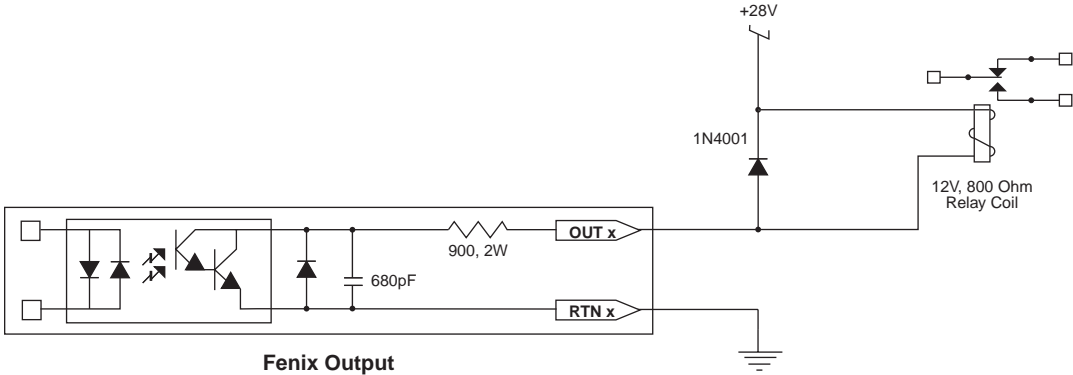 +28V
1N4001
12V, 800 Ohm
Relay Coil
OUT x
900, 2W
680pF
RTN x
Fenix Output